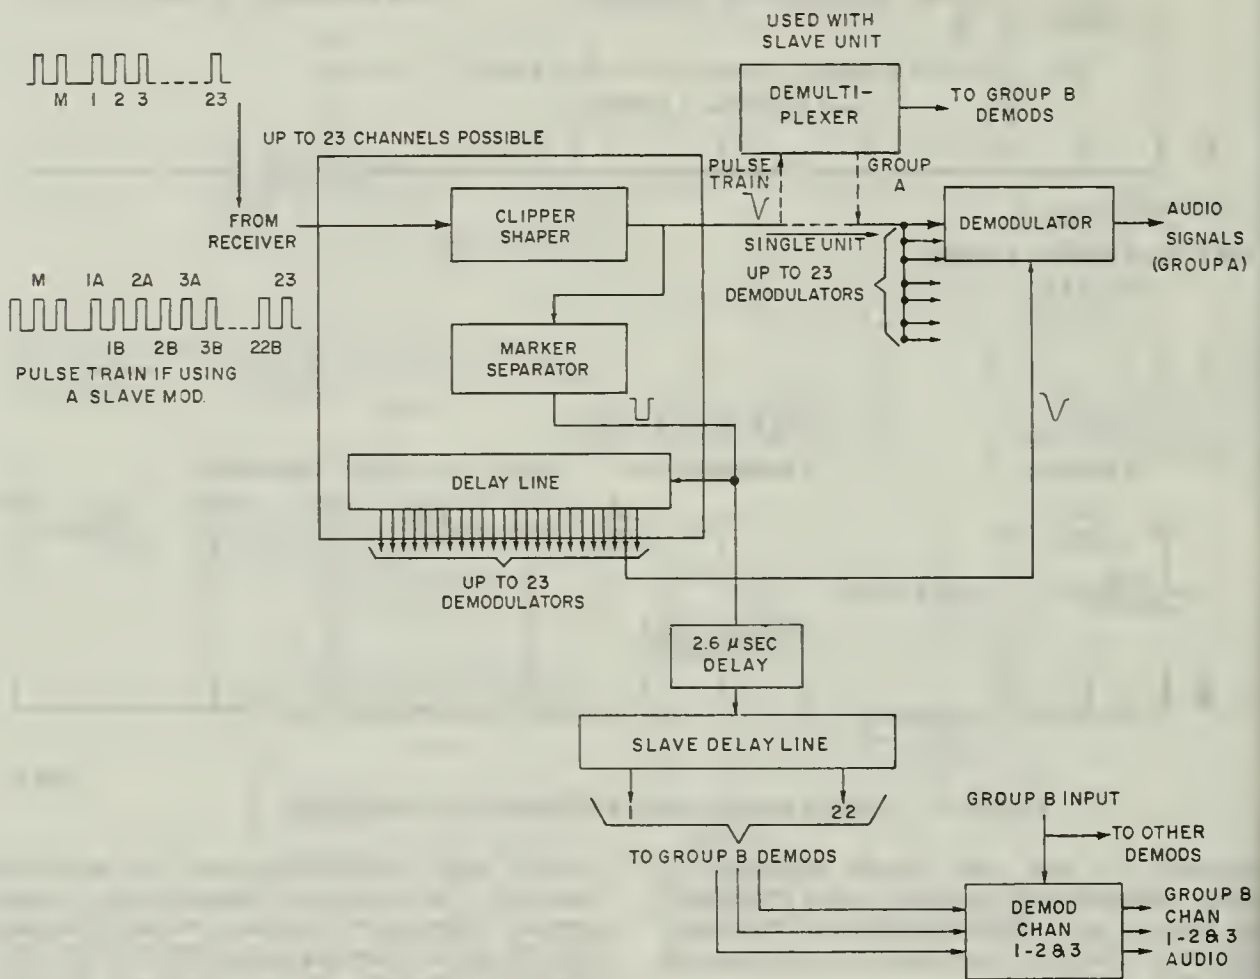 USED WITH
SLAVE UNIT
M 1 2 3 23
DEMULTI-
PLEXER
TO GROUP B
DEMODS
UP TO 23 CHANNELS POSSIBLE
PULSE
TRAIN
GROUP
A
CLIPPER
SHAPER
FROM
RECEIVER
DEMODULATOR
AUDIO
SIGNALS
(GROUP A)
SINGLE UNIT
UP TO 23
DEMODULATORS
M 1A 2A 3A 23
1B 2B 3B 22B
PULSE TRAIN IF USING
A SLAVE MOD.
MARKER
SEPARATOR
DELAY LINE
UP TO 23
DEMODULATORS
2.6 μSEC
DELAY
SLAVE DELAY LINE
1 22
TO GROUP B DEMODS
GROUP B INPUT
TO OTHER
DEMODS
DEMOD
CHAN
1-2 & 3
GROUP B
CHAN
1-2 & 3
AUDIO